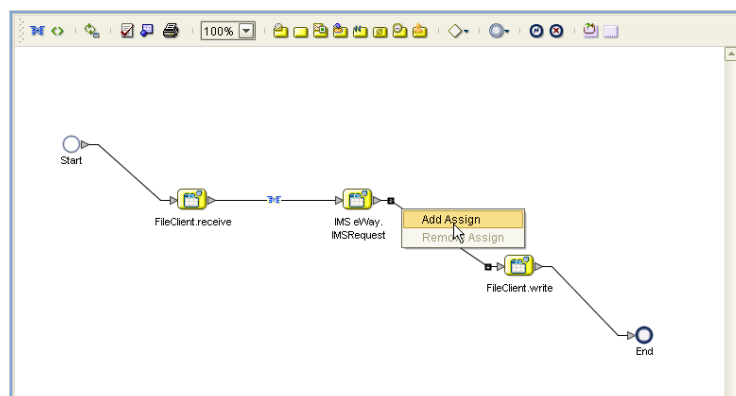 100%
Start
FileClient.receive
IMS eWay.
IMSRequest
Add Assign
Remove Assign
FileClient.write
End